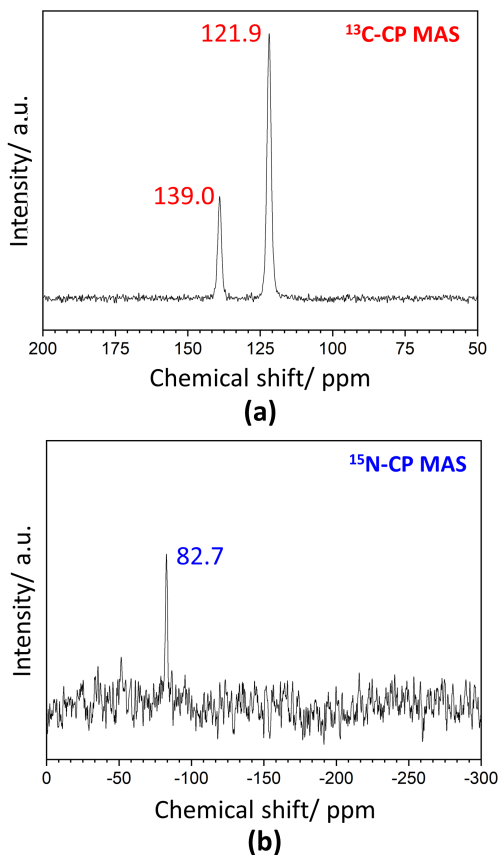 121.9
¹³C-CP MAS
139.0
Intensity/ a.u.
200 175 150 125 100 75 50
Chemical shift/ ppm
(a)
¹⁵N-CP MAS
82.7
Intensity/ a.u.
0 -50 -100 -150 -200 -250 -300
Chemical shift/ ppm
(b)